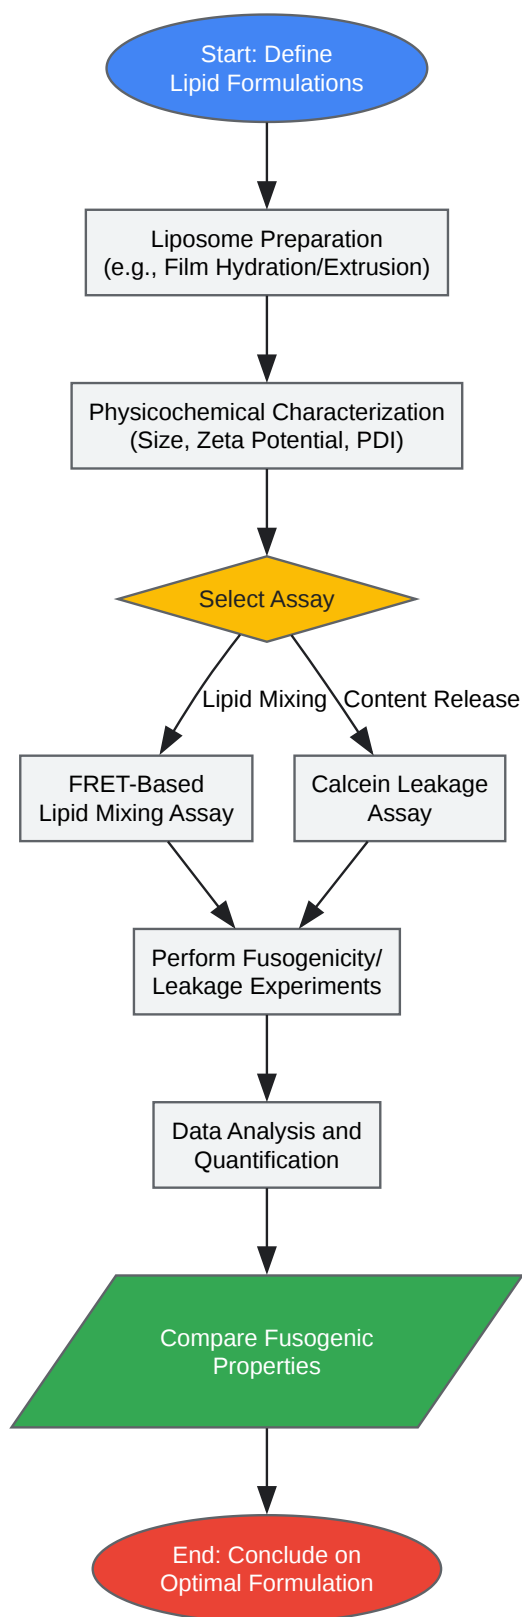 Start: Define
Lipid Formulations
Liposome Preparation
(e.g., Film Hydration/Extrusion)
Physicochemical Characterization
(Size, Zeta Potential, PDI)
Select Assay
Lipid Mixing
Content Release
FRET-Based
Lipid Mixing Assay
Calcein Leakage
Assay
Perform Fusogenicity/
Leakage Experiments
Data Analysis and
Quantification
Compare Fusogenic
Properties
End: Conclude on
Optimal Formulation